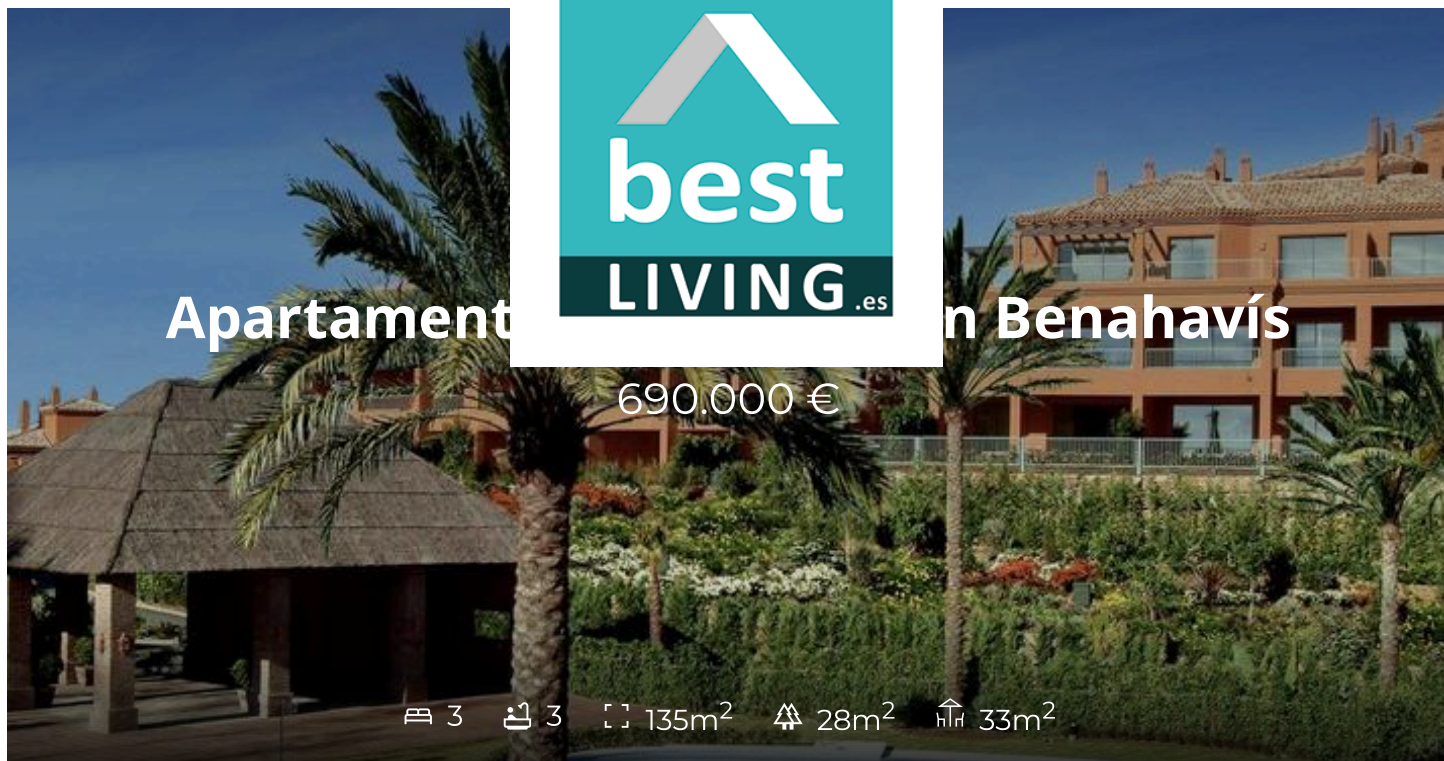 best
LIVING.es
Apartament n Benahavís
690.000 €
3 3 135m² 28m² 33m²